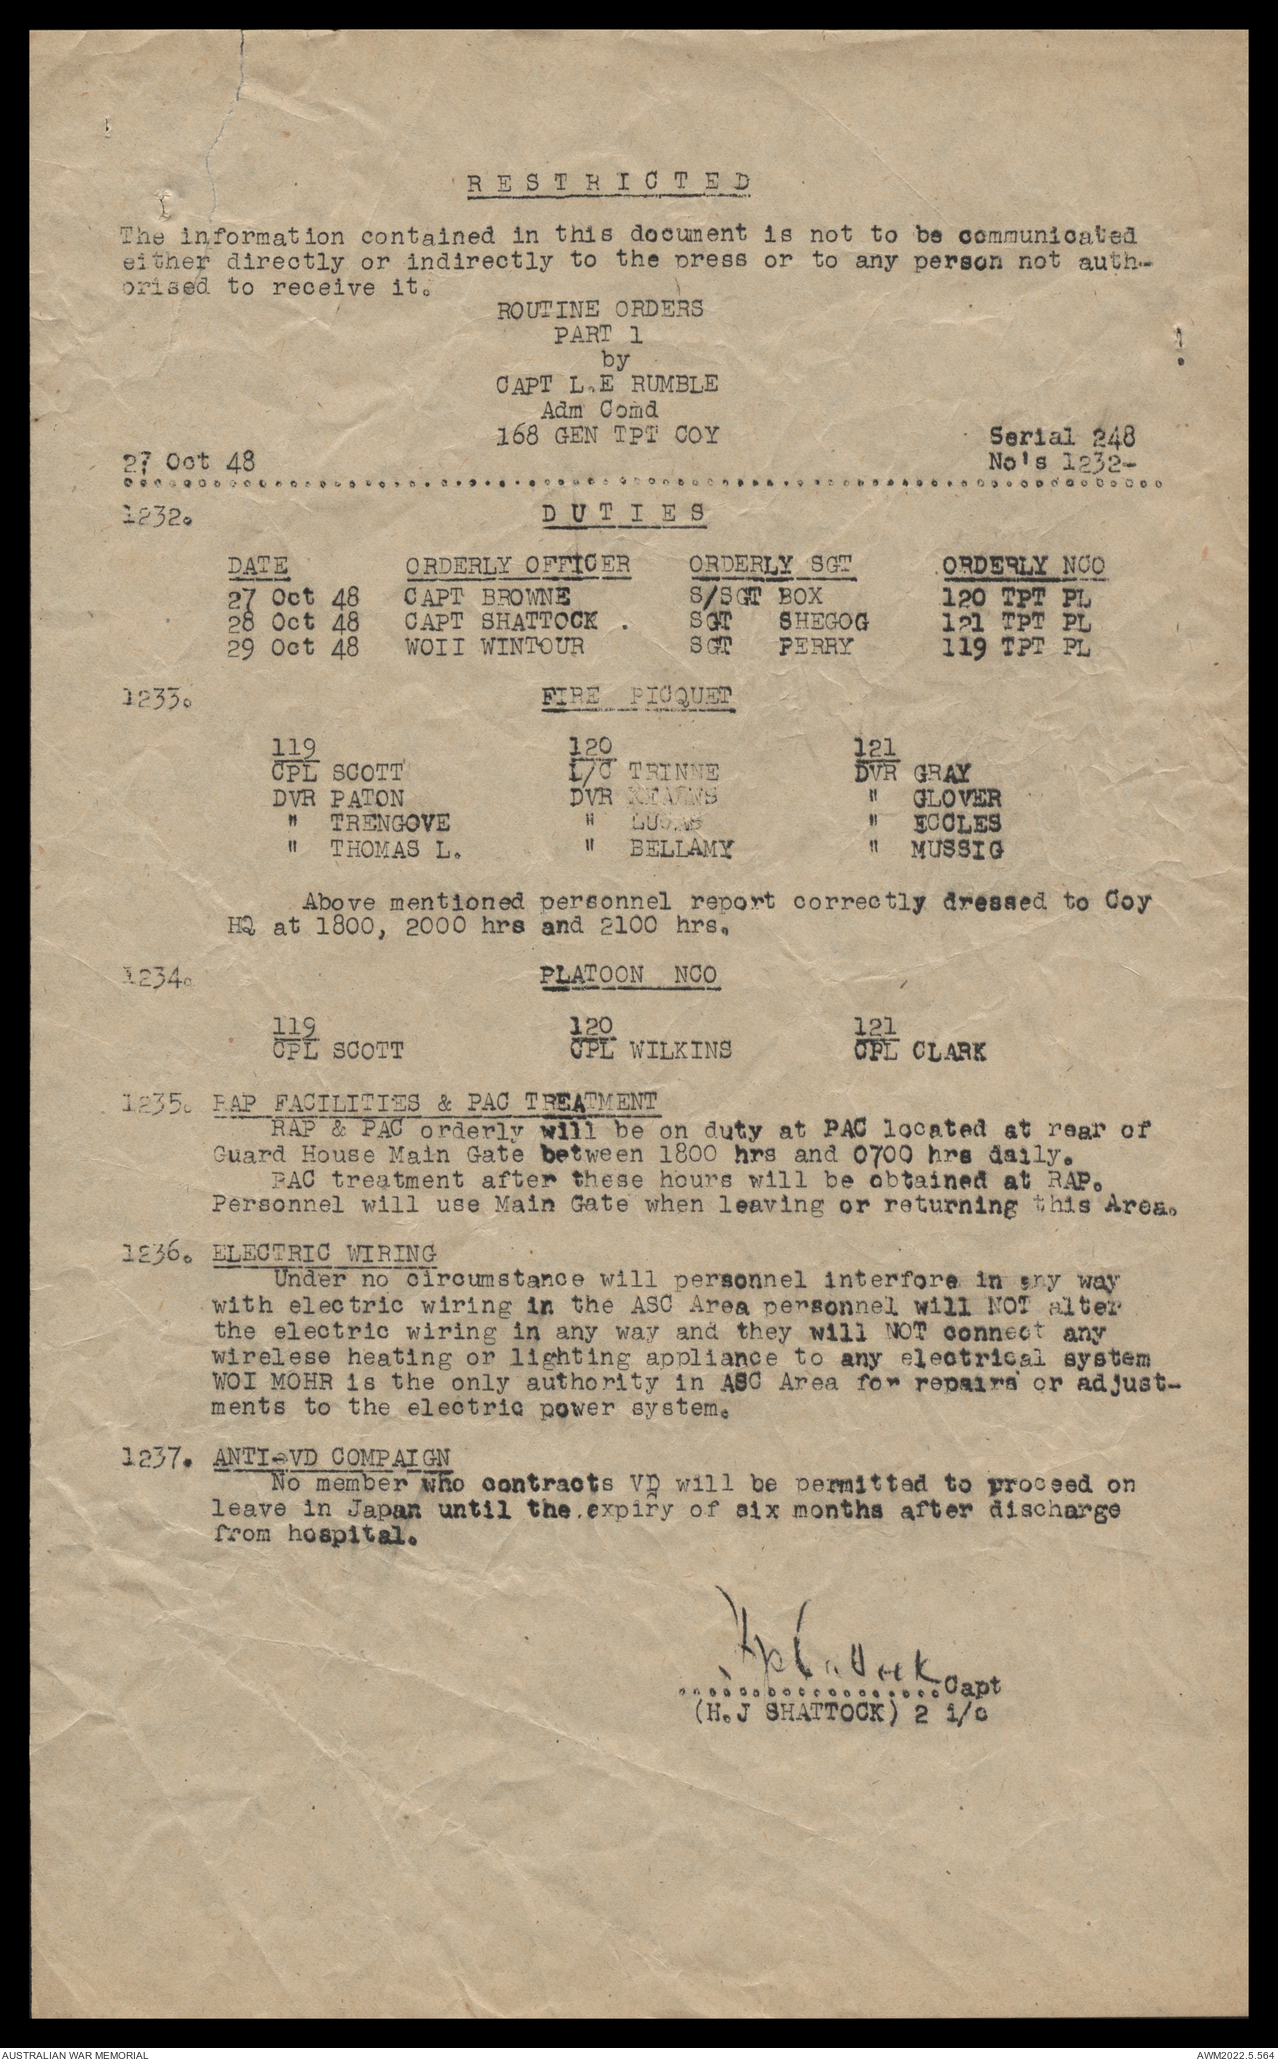 RESTRICTED
The information contained in this document is not to be communicated
either directly or indirectly to the press or to any person not auth-
orised to receive it.
ROUTINE ORDERS
PART 1
by
CAPT L.E RUMBLE
Adm Comd
168 GEN TPT COY
Serial 248
27 Oct 48 No's 1232-
1232. DUTIES
DATE ORDERLY OFFICER ORDERLY SGT ORDERLY NCO
27 Oct 48 CAPT BROWNE S/SGT BOX 120 TPT PL
28 Oct 48 CAPT SHATTOCK . SGT SHEGOG 121 TPT PL
29 Oct 48 WOII WINTOUR SGT PERRY 119 TPT PL
1233. FIRE PICQUET
119 120 121
CPL SCOTT L/C TRINNE DVR GRAY
DVR PATON DVR KEARNS " GLOVER
" TRENGOVE " LUCAS " ECCLES
" THOMAS L. " BELLAMY " MUSSIG
Above mentioned personnel report correctly dressed to Coy
HQ at 1800, 2000 hrs and 2100 hrs.
1234. PLATOON NCO
119 120 121
CPL SCOTT CPL WILKINS CPL CLARK
1235. RAP FACILITIES & PAC TREATMENT
RAP & PAC orderly will be on duty at PAC located at rear of
Guard House Main Gate between 1800 hrs and 0700 hrs daily.
PAC treatment after these hours will be obtained at RAP.
Personnel will use Main Gate when leaving or returning this Area.
1236. ELECTRIC WIRING
Under no circumstance will personnel interfore in any way
with electric wiring in the ASC Area personnel will NOT alter
the electric wiring in any way and they will NOT connect any
wirelese heating or lighting appliance to any electrical system
WOI MOHR is the only authority in ASC Area for repairs or adjust-
ments to the electric power system.
1237. ANTI-VD COMPAIGN
No member who contracts VD will be permitted to proceed on
leave in Japan until the.expiry of six months after discharge
from hospital.
HJShattock
....................Capt
(H.J SHATTOCK) 2 i/c
AUSTRALIAN WAR MEMORIAL AWM2022.5.564